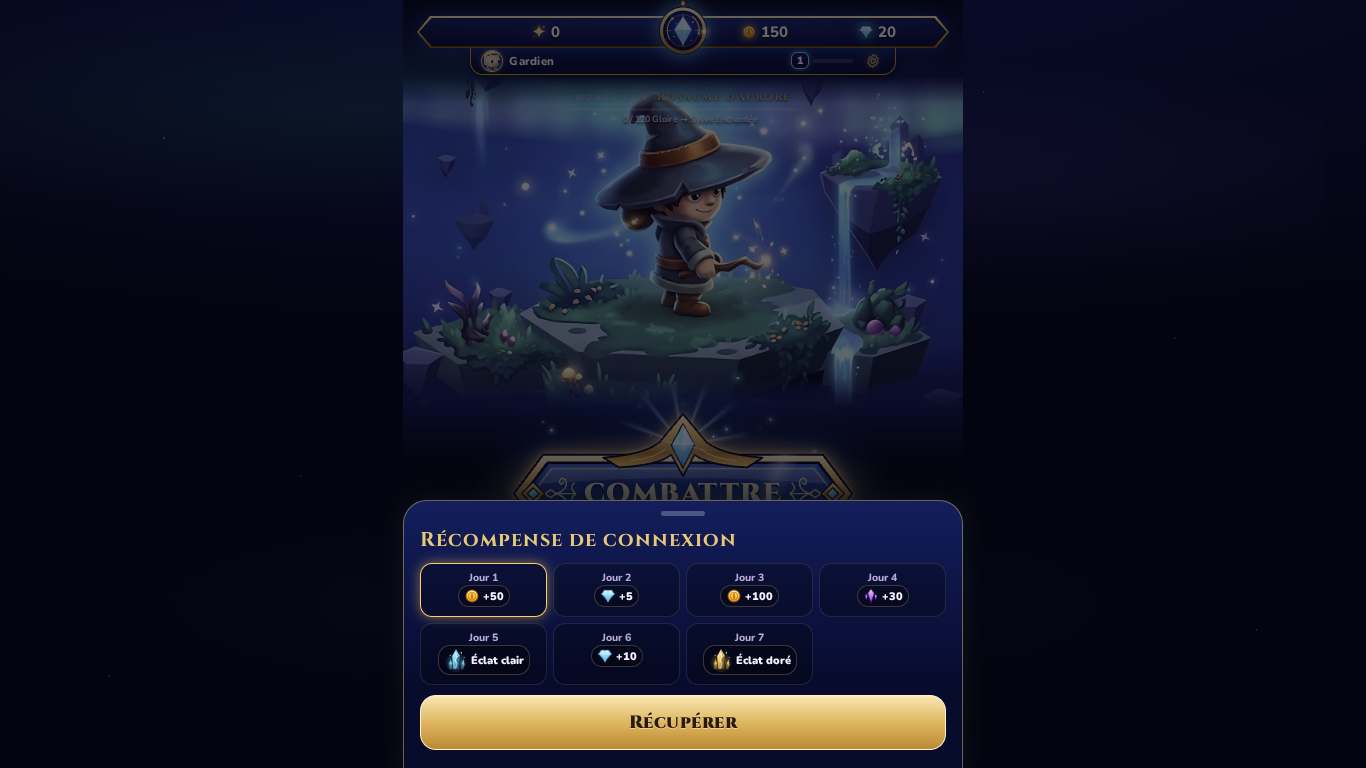 0
150
20
Gardien
1
COMBATTRE
Récompense de connexion
Jour 1
+50
Jour 2
+5
Jour 3
+100
Jour 4
+30
Jour 5
Éclat clair
Jour 6
+10
Jour 7
Éclat doré
Récupérer